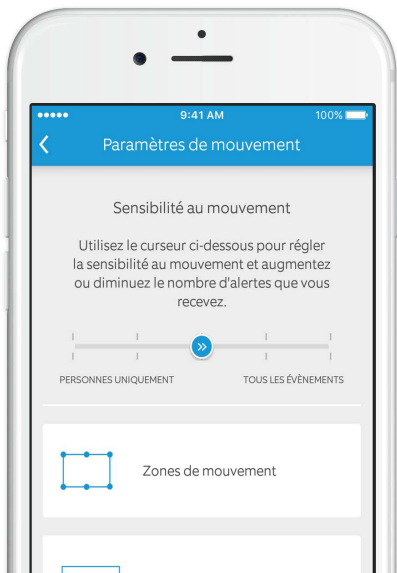 9:41 AM 100%
Paramètres de mouvement
Sensibilité au mouvement
Utilisez le curseur ci-dessous pour régler
la sensibilité au mouvement et augmentez
ou diminuez le nombre d'alertes que vous
recevez.
PERSONNES UNIQUEMENT TOUS LES ÉVÈNEMENTS
Zones de mouvement